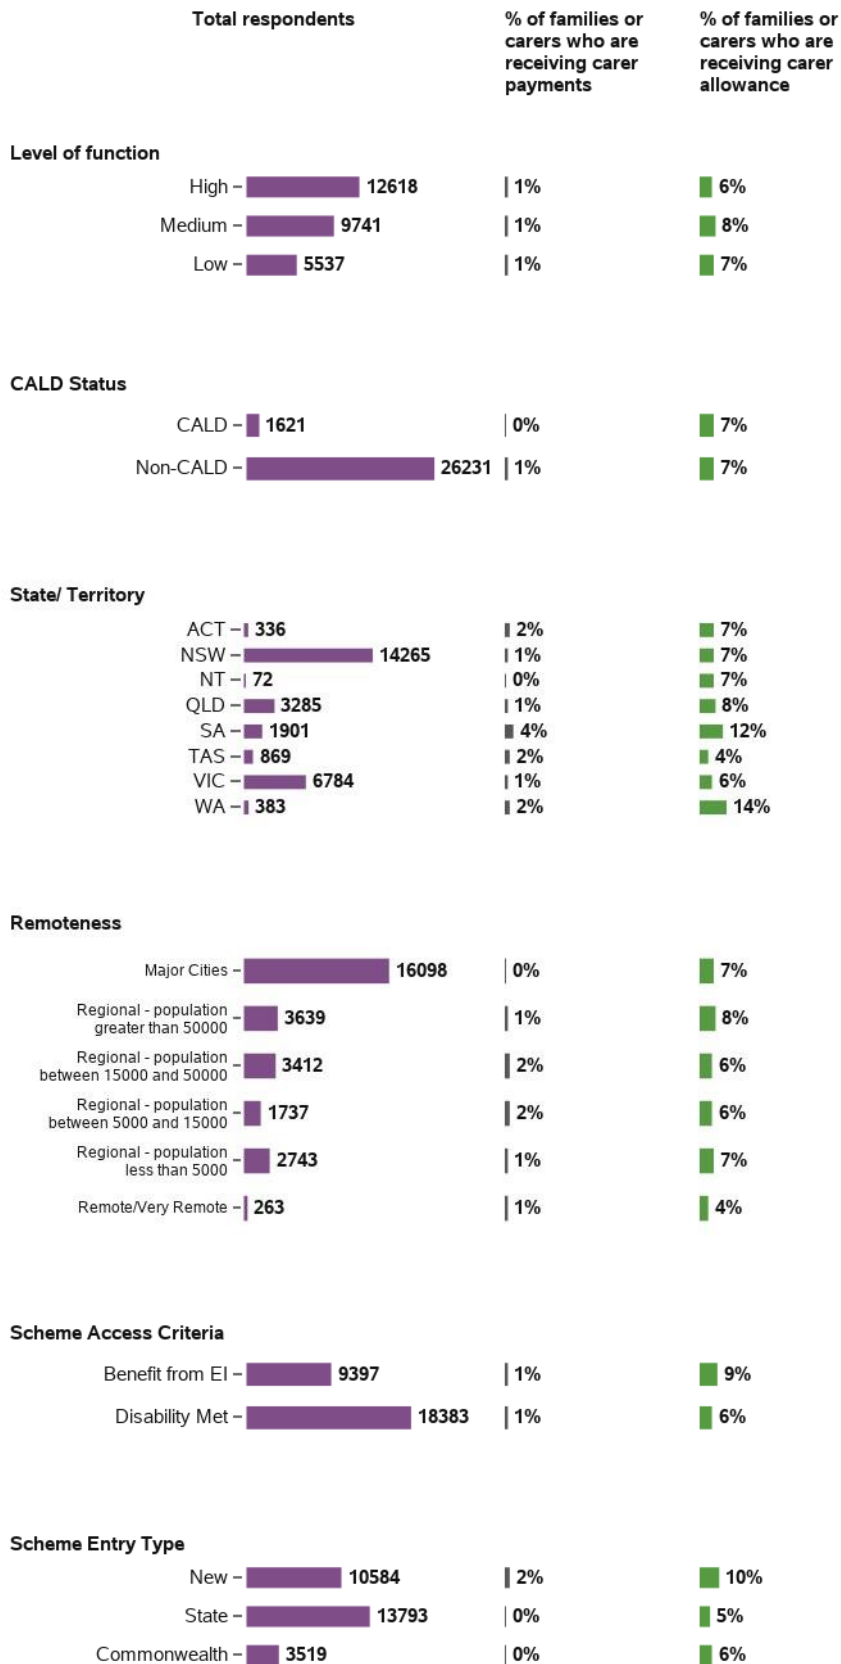 Total respondents
% of families or
carers who are
receiving carer
payments
% of families or
carers who are
receiving carer
allowance
Level of function
High 12618 1% 6%
Medium 9741 1% 8%
Low 5537 1% 7%
CALD Status
CALD 1621 0% 7%
Non-CALD 26231 1% 7%
State/ Territory
ACT 336 2% 7%
NSW 14265 1% 7%
NT 72 0% 7%
QLD 3285 1% 8%
SA 1901 4% 12%
TAS 869 2% 4%
VIC 6784 1% 6%
WA 383 2% 14%
Remoteness
Major Cities 16098 0% 7%
Regional - population
greater than 50000
3639 1% 8%
Regional - population
between 15000 and 50000
3412 2% 6%
Regional - population
between 5000 and 15000
1737 2% 6%
Regional - population
less than 5000
2743 1% 7%
Remote/Very Remote 263 1% 4%
Scheme Access Criteria
Benefit from EI 9397 1% 9%
Disability Met 18383 1% 6%
Scheme Entry Type
New 10584 2% 10%
State 13793 0% 5%
Commonwealth 3519 0% 6%